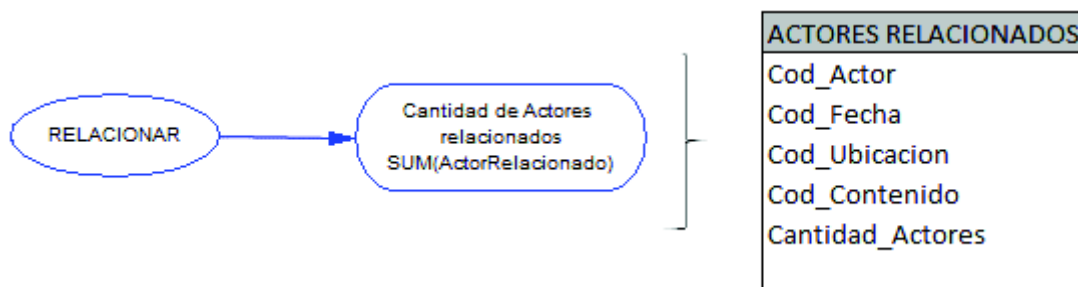 RELACIONAR
Cantidad de Actores
relacionados
SUM(ActorRelacionado)
ACTORES RELACIONADOS
Cod_Actor
Cod_Fecha
Cod_Ubicacion
Cod_Contenido
Cantidad_Actores